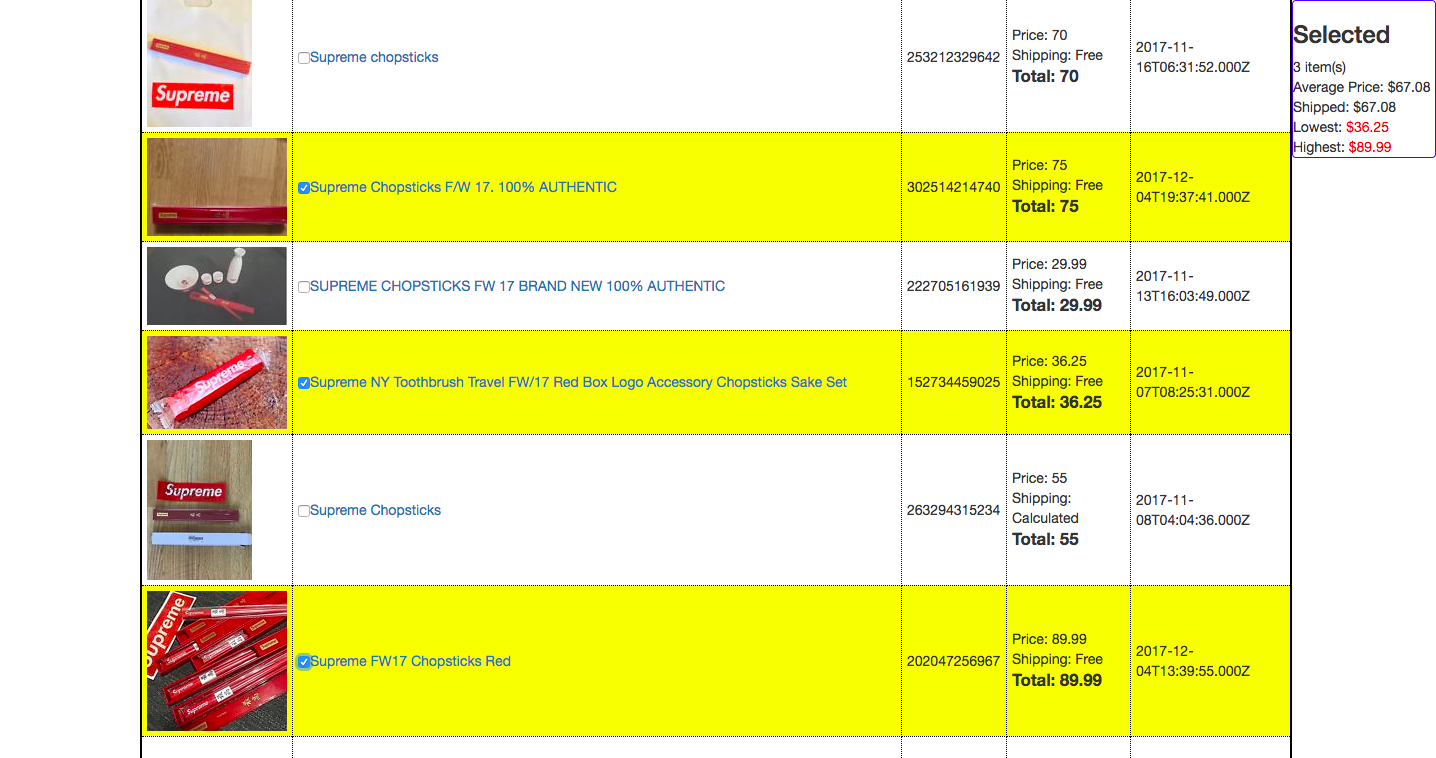 Supreme
Supreme chopsticks
253212329642
Price: 70
Shipping: Free
Total: 70
2017-11-
16T06:31:52.000Z
Selected
3 item(s)
Average Price: $67.08
Shipped: $67.08
Lowest: $36.25
Highest: $89.99
Supreme Chopsticks F/W 17. 100% AUTHENTIC
302514214740
Price: 75
Shipping: Free
Total: 75
2017-12-
04T19:37:41.000Z
SUPREME CHOPSTICKS FW 17 BRAND NEW 100% AUTHENTIC
222705161939
Price: 29.99
Shipping: Free
Total: 29.99
2017-11-
13T16:03:49.000Z
Supreme
Supreme NY Toothbrush Travel FW/17 Red Box Logo Accessory Chopsticks Sake Set
152734459025
Price: 36.25
Shipping: Free
Total: 36.25
2017-11-
07T08:25:31.000Z
Supreme
Supreme Chopsticks
263294315234
Price: 55
Shipping:
Calculated
Total: 55
2017-11-
08T04:04:36.000Z
Supreme
Supreme
Supreme
Supreme
Supreme FW17 Chopsticks Red
202047256967
Price: 89.99
Shipping: Free
Total: 89.99
2017-12-
04T13:39:55.000Z